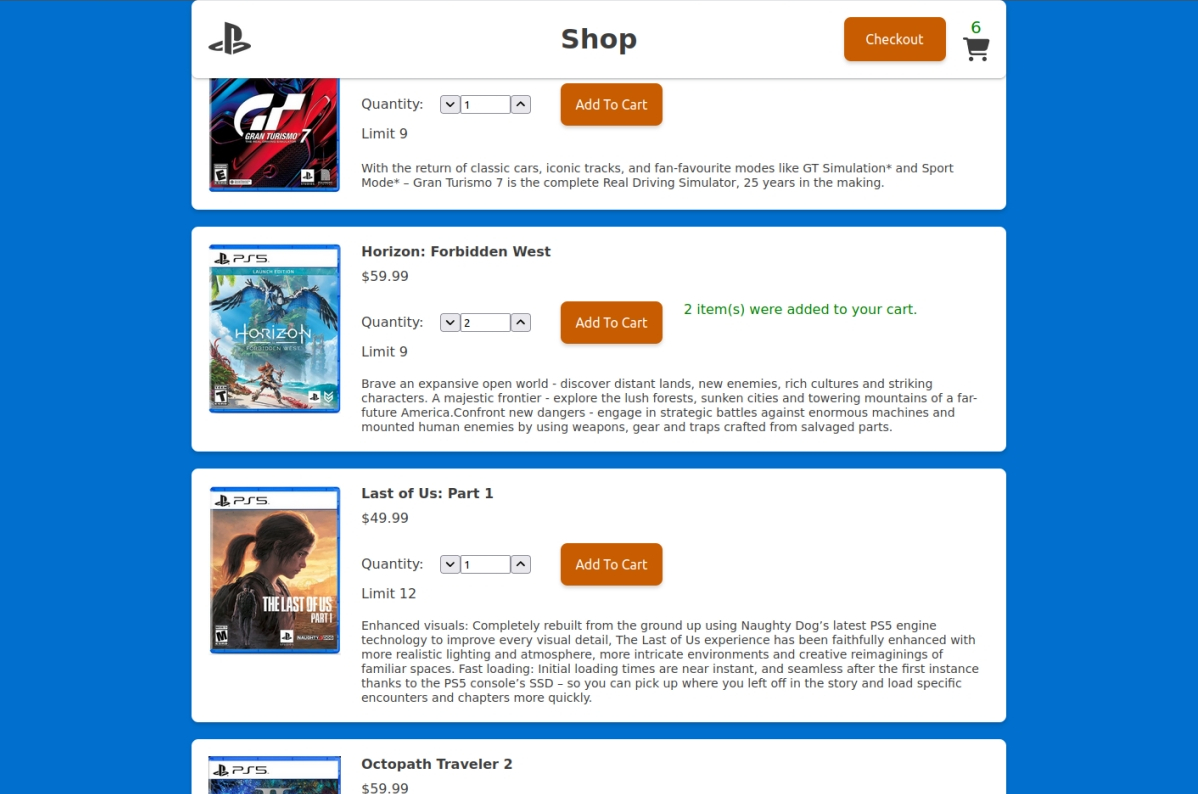 Shop
Checkout
6
GRAN TURISMO 7
E
Quantity:
1
Add To Cart
Limit 9
With the return of classic cars, iconic tracks, and fan-favourite modes like GT Simulation* and Sport
Mode* – Gran Turismo 7 is the complete Real Driving Simulator, 25 years in the making.
PS5
LAUNCH EDITION
HORIZON
FORBIDDEN WEST
T
Horizon: Forbidden West
$59.99
Quantity:
2
Add To Cart
2 item(s) were added to your cart.
Limit 9
Brave an expansive open world - discover distant lands, new enemies, rich cultures and striking
characters. A majestic frontier - explore the lush forests, sunken cities and towering mountains of a far-
future America.Confront new dangers - engage in strategic battles against enormous machines and
mounted human enemies by using weapons, gear and traps crafted from salvaged parts.
PS5
THE LAST OF US
PART I
M
NAUGHTY DOG
Last of Us: Part 1
$49.99
Quantity:
1
Add To Cart
Limit 12
Enhanced visuals: Completely rebuilt from the ground up using Naughty Dog’s latest PS5 engine
technology to improve every visual detail, The Last of Us experience has been faithfully enhanced with
more realistic lighting and atmosphere, more intricate environments and creative reimaginings of
familiar spaces. Fast loading: Initial loading times are near instant, and seamless after the first instance
thanks to the PS5 console’s SSD – so you can pick up where you left off in the story and load specific
encounters and chapters more quickly.
PS5
Octopath Traveler 2
$59.99